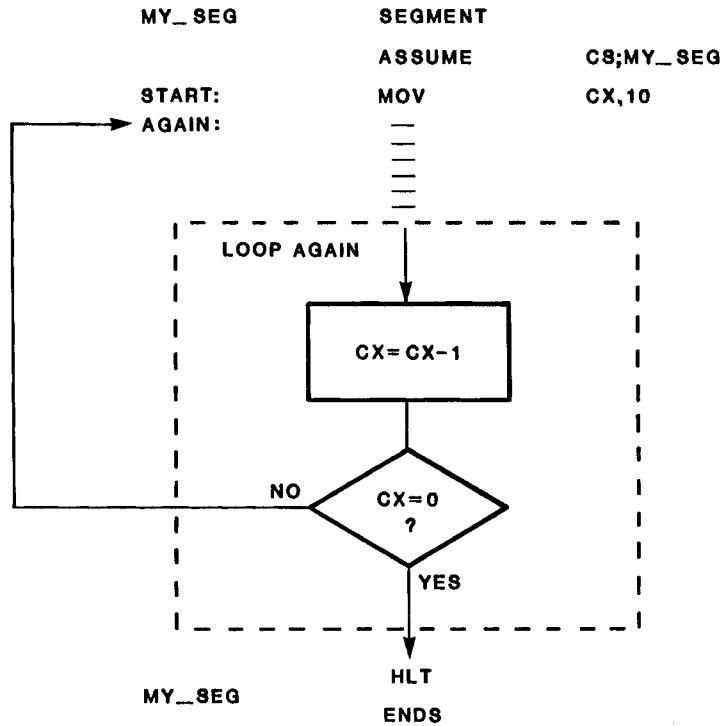 MY_SEG SEGMENT
ASSUME CS;MY_SEG
START: MOV CX,10
AGAIN:
LOOP AGAIN
CX=CX-1
NO
CX=0
?
YES
HLT
MY_SEG
ENDS